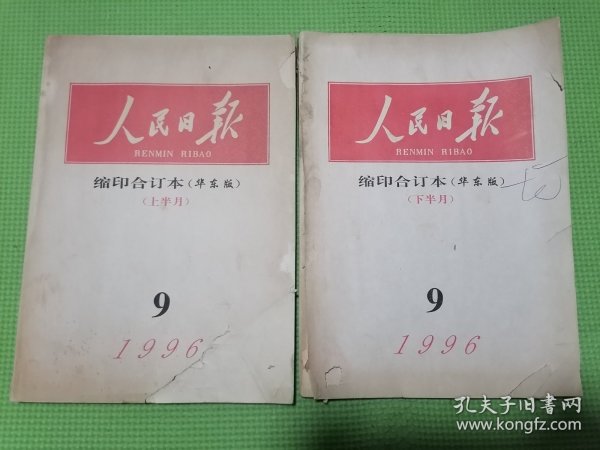 人民日报
RENMIN RIBAO
缩印合订本(华东版)
(上半月)
9
1996
人民日报
RENMIN RIBAO
缩印合订本(华东版)
(下半月)
9
1996
孔夫子旧书网
www.kongfz.com